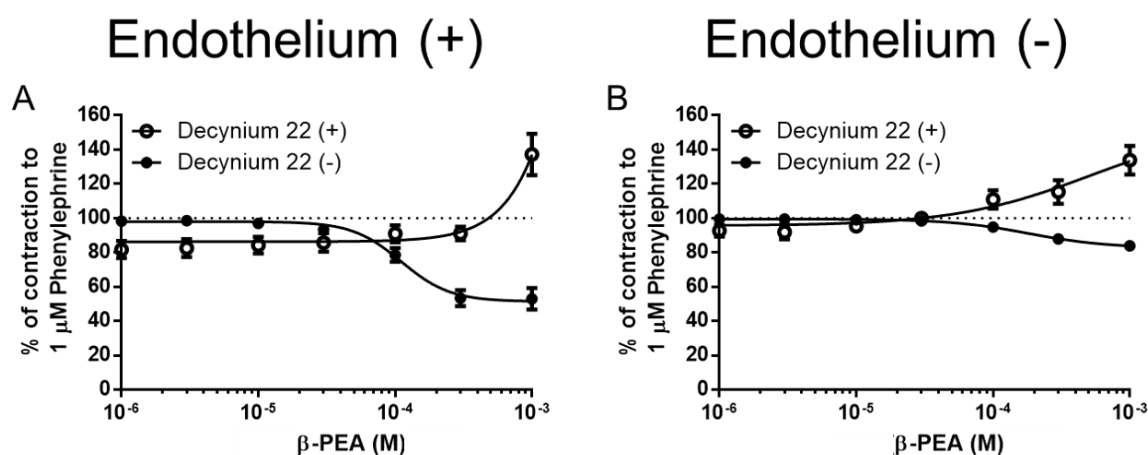 Endothelium (+)
Endothelium (-)
A
% of contraction to
1 μM Phenylephrine
160
140
120
100
80
60
40
20
0
Decynium 22 (+)
Decynium 22 (-)
10⁻⁶
10⁻⁵
10⁻⁴
10⁻³
β-PEA (M)
B
% of contraction to
1 μM Phenylephrine
160
140
120
100
80
60
40
20
0
Decynium 22 (+)
Decynium 22 (-)
10⁻⁶
10⁻⁵
10⁻⁴
10⁻³
β-PEA (M)